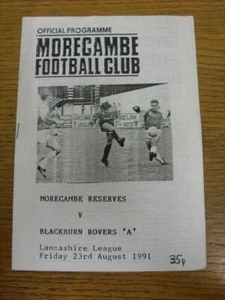 OFFICIAL PROGRAMME
MORECAMBE
FOOTBALL CLUB
MORECAMBE RESERVES
V
BLACKBURN ROVERS 'A'
Lancashire League
Friday 23rd August 1991
35p